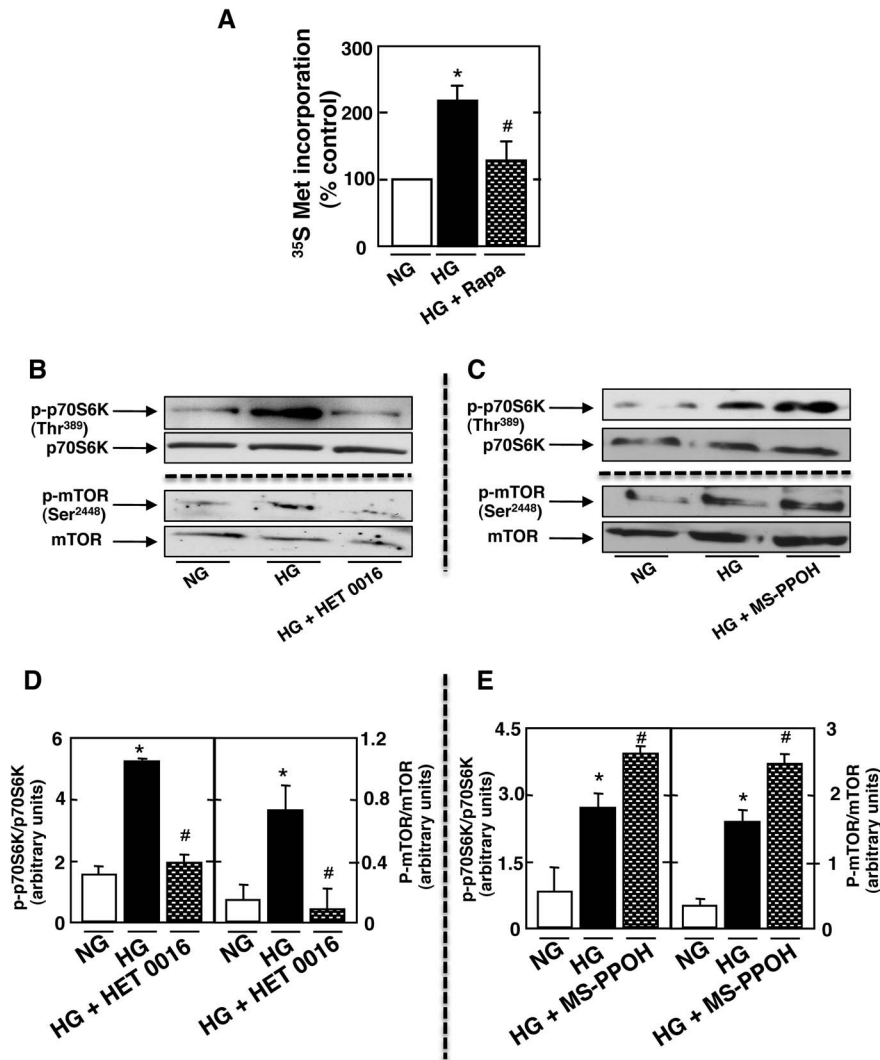 A
³⁵S Met incorporation
(% control)
300
200
100
0
*
#
NG
HG
HG + Rapa
B
p-p70S6K
(Thr³⁸⁹)
p70S6K
p-mTOR
(Ser²⁴⁴⁸)
mTOR
NG
HG
HG + HET 0016
C
p-p70S6K
(Thr³⁸⁹)
p70S6K
p-mTOR
(Ser²⁴⁴⁸)
mTOR
NG
HG
HG + MS-PPOH
D
p-p70S6K/p70S6K
(arbitrary units)
6
4
2
0
*
#
NG
HG
HG + HET 0016
*
#
NG
HG
HG + HET 0016
1.2
0.8
0.4
0
P-mTOR/mTOR
(arbitrary units)
E
p-p70S6K/p70S6K
(arbitrary units)
4.5
3.0
1.5
0
*
#
NG
HG
HG + MS-PPOH
*
#
NG
HG
HG + MS-PPOH
3
2
1
0
P-mTOR/mTOR
(arbitrary units)